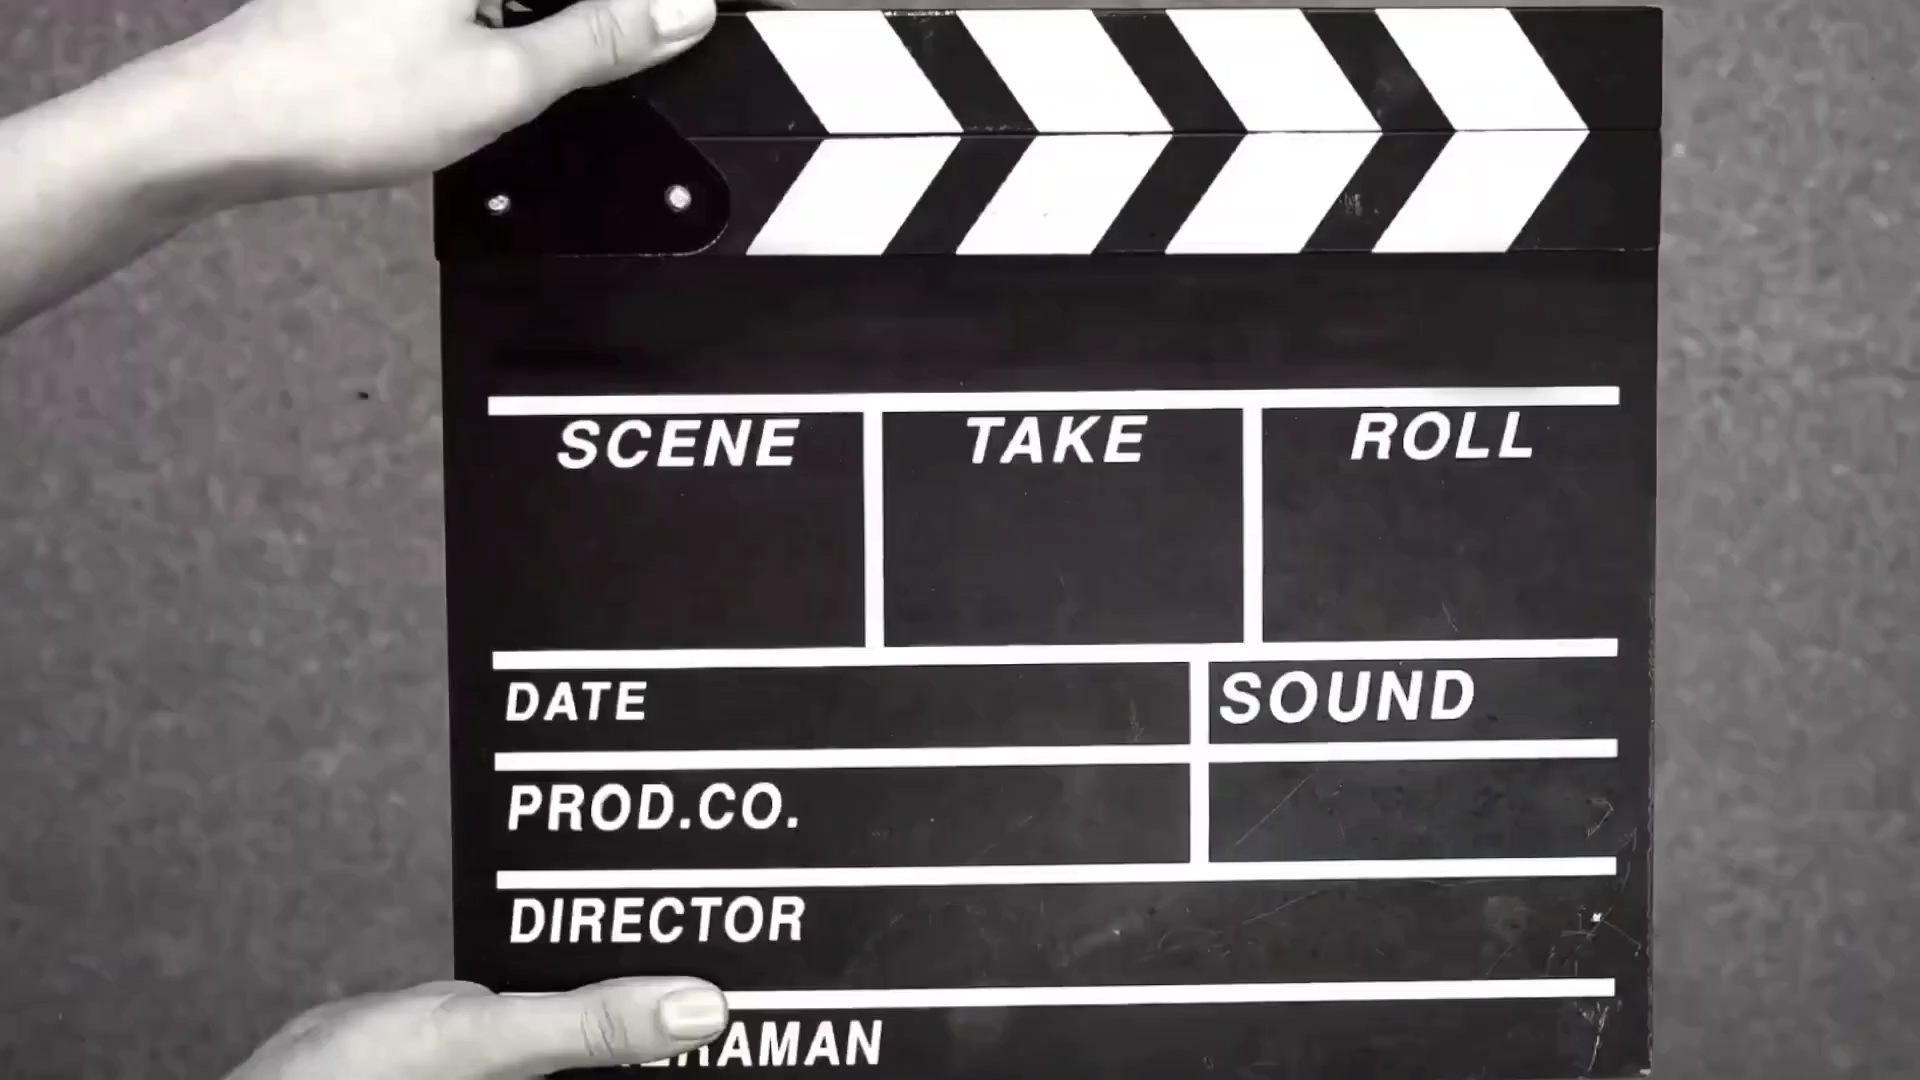 SCENE TAKE ROLL
DATE SOUND
PROD.CO.
DIRECTOR